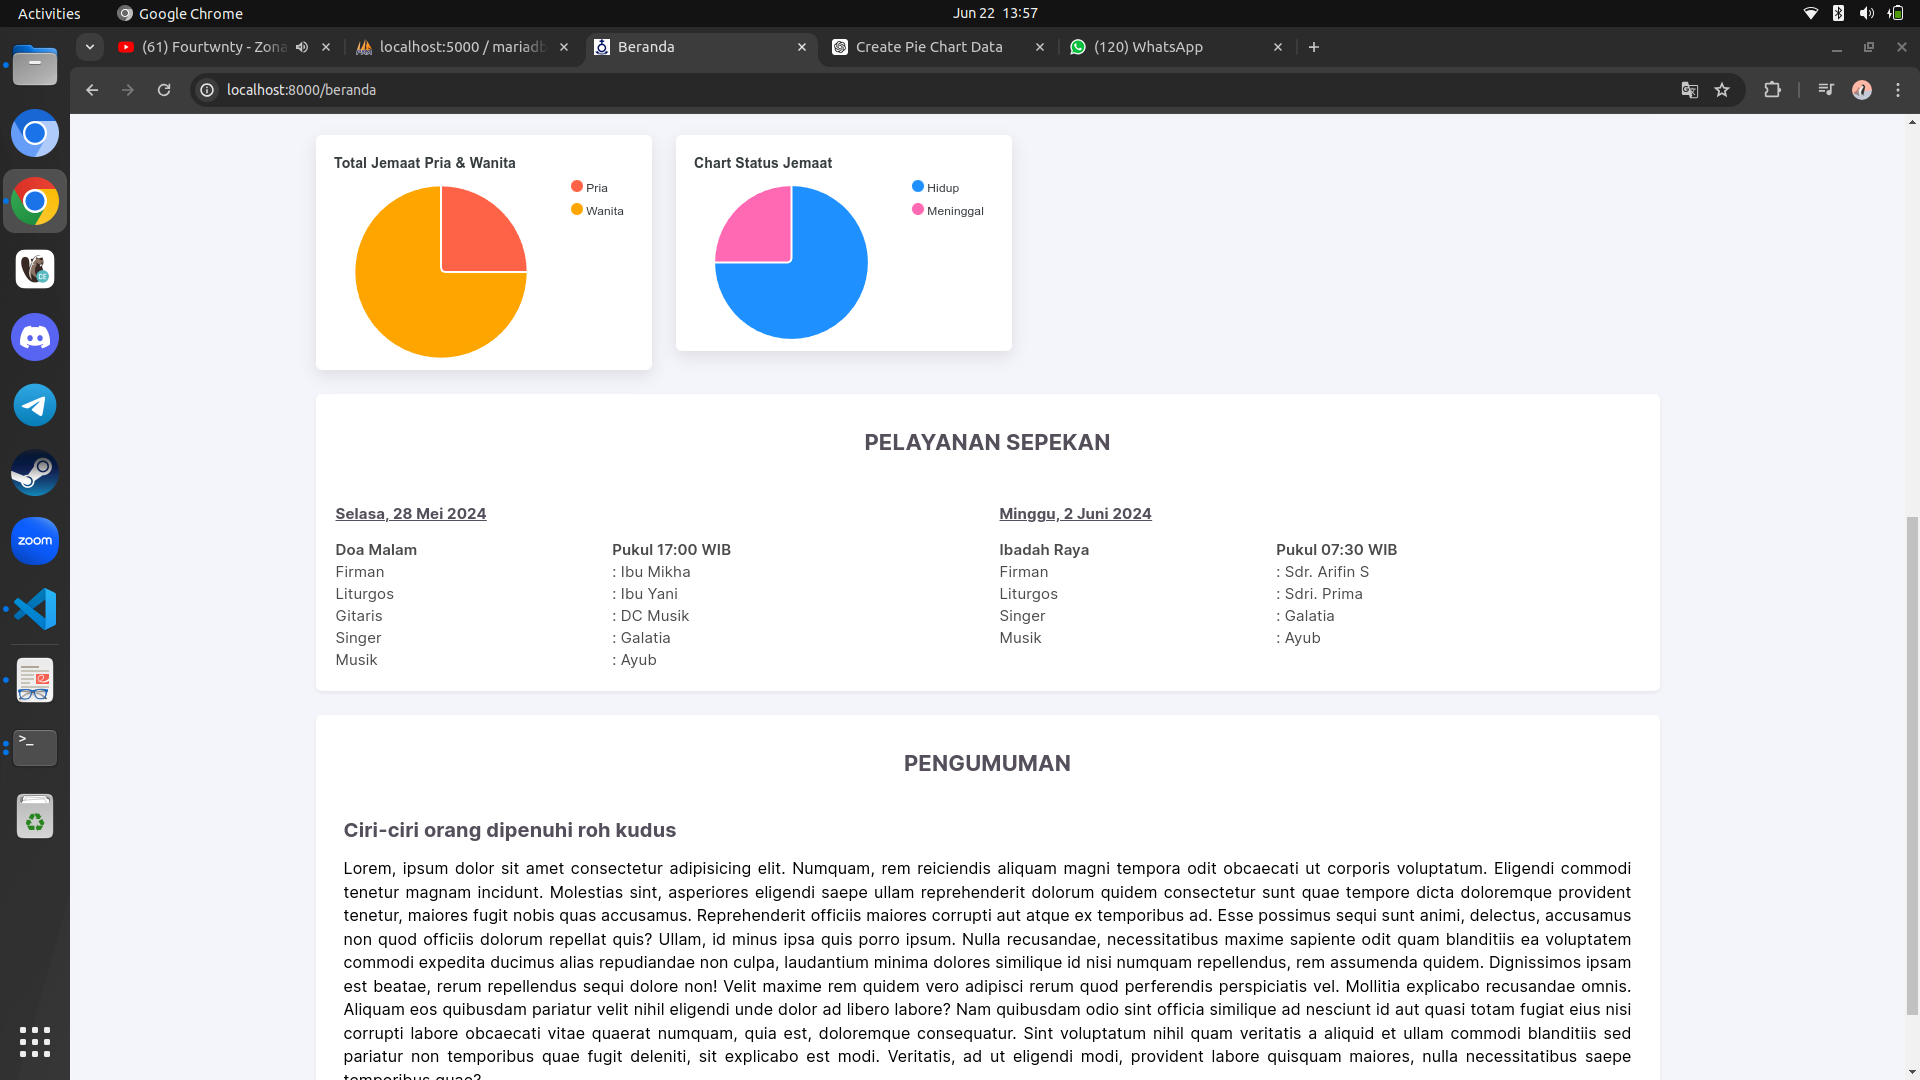 Activities
Google Chrome
Jun 22 13:57
(61) Fourtwnty - Zona
localhost:5000 / mariadb
Beranda
Create Pie Chart Data
(120) WhatsApp
localhost:8000/beranda
Total Jemaat Pria & Wanita
Pria
Wanita
Chart Status Jemaat
Hidup
Meninggal
PELAYANAN SEPEKAN
Selasa, 28 Mei 2024
Doa Malam Pukul 17:00 WIB
Firman : Ibu Mikha
Liturgos : Ibu Yani
Gitaris : DC Musik
Singer : Galatia
Musik : Ayub
Minggu, 2 Juni 2024
Ibadah Raya Pukul 07:30 WIB
Firman : Sdr. Arifin S
Liturgos : Sdri. Prima
Singer : Galatia
Musik : Ayub
PENGUMUMAN
Ciri-ciri orang dipenuhi roh kudus
Lorem, ipsum dolor sit amet consectetur adipisicing elit. Numquam, rem reiciendis aliquam magni tempora odit obcaecati ut corporis voluptatum. Eligendi commodi
tenetur magnam incidunt. Molestias sint, asperiores eligendi saepe ullam reprehenderit dolorum quidem consectetur sunt quae tempore dicta doloremque provident
tenetur, maiores fugit nobis quas accusamus. Reprehenderit officiis maiores corrupti aut atque ex temporibus ad. Esse possimus sequi sunt animi, delectus, accusamus
non quod officiis dolorum repellat quis? Ullam, id minus ipsa quis porro ipsum. Nulla recusandae, necessitatibus maxime sapiente odit quam blanditiis ea voluptatem
commodi expedita ducimus alias repudiandae non culpa, laudantium minima dolores similique id nisi numquam repellendus, rem assumenda quidem. Dignissimos ipsam
est beatae, rerum repellendus sequi dolore non! Velit maxime rem quidem vero adipisci rerum quod perferendis perspiciatis vel. Mollitia explicabo recusandae omnis.
Aliquam eos quibusdam pariatur velit nihil eligendi unde dolor ad libero labore? Nam quibusdam odio sint officia similique ad nesciunt id aut quasi totam fugiat eius nisi
corrupti labore obcaecati vitae quaerat numquam, quia est, doloremque consequatur. Sint voluptatum nihil quam veritatis a aliquid et ullam commodi blanditiis sed
pariatur non temporibus quae fugit deleniti, sit explicabo est modi. Veritatis, ad ut eligendi modi, provident labore quisquam maiores, nulla necessitatibus saepe
temporibus quae?
zoom
CE